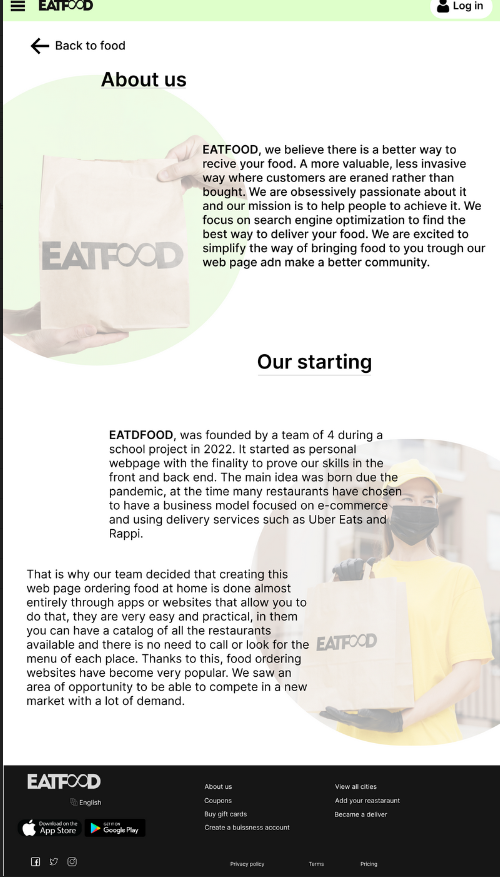 EATFOOD
Log in
Back to food
About us
EATFOOD, we believe there is a better way to
recive your food. A more valuable, less invasive
way where customers are eraned rather than
bought. We are obsessively passionate about it
and our mission is to help people to achieve it. We
focus on search engine optimization to find the
best way to deliver your food. We are excited to
simplify the way of bringing food to you trough our
web page adn make a better community.
EATFOOD
Our starting
EATDFOOD, was founded by a team of 4 during a
school project in 2022. It started as personal
webpage with the finality to prove our skills in the
front and back end. The main idea was born due the
pandemic, at the time many restaurants have chosen
to have a business model focused on e-commerce
and using delivery services such as Uber Eats and
Rappi.
That is why our team decided that creating this
web page ordering food at home is done almost
entirely through apps or websites that allow you to
do that, they are very easy and practical, in them
you can have a catalog of all the restaurants
available and there is no need to call or look for the
menu of each place. Thanks to this, food ordering
websites have become very popular. We saw an
area of opportunity to be able to compete in a new
market with a lot of demand.
EATFOOD
EATFOOD
English
Download on the
App Store
GET IT ON
Google Play
About us
Coupons
Buy gift cards
Create a buissness account
View all cities
Add your reastaraunt
Became a deliver
Privacy policy
Terms
Pricing